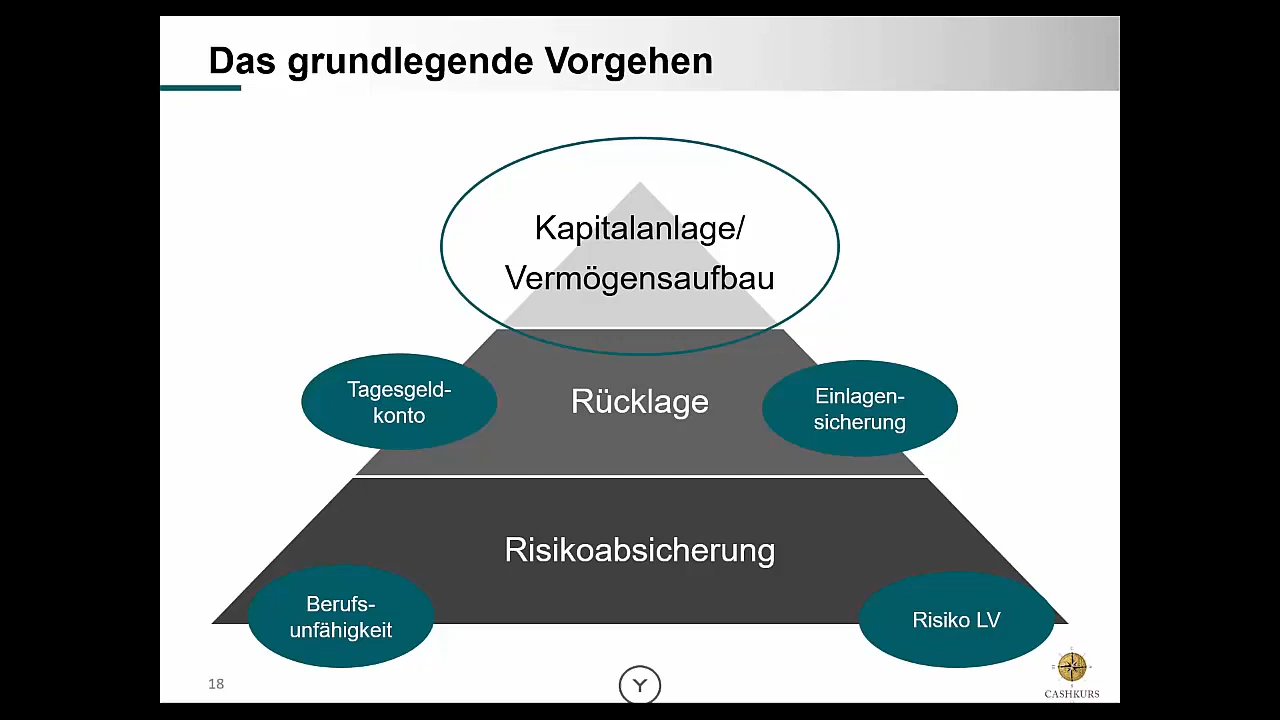 Das grundlegende Vorgehen
Kapitalanlage/
Vermögensaufbau
Tagesgeld-
konto
Rücklage
Einlagen-
sicherung
Risikoabsicherung
Berufs-
unfähigkeit
Risiko LV
18
Y
CASHKURS